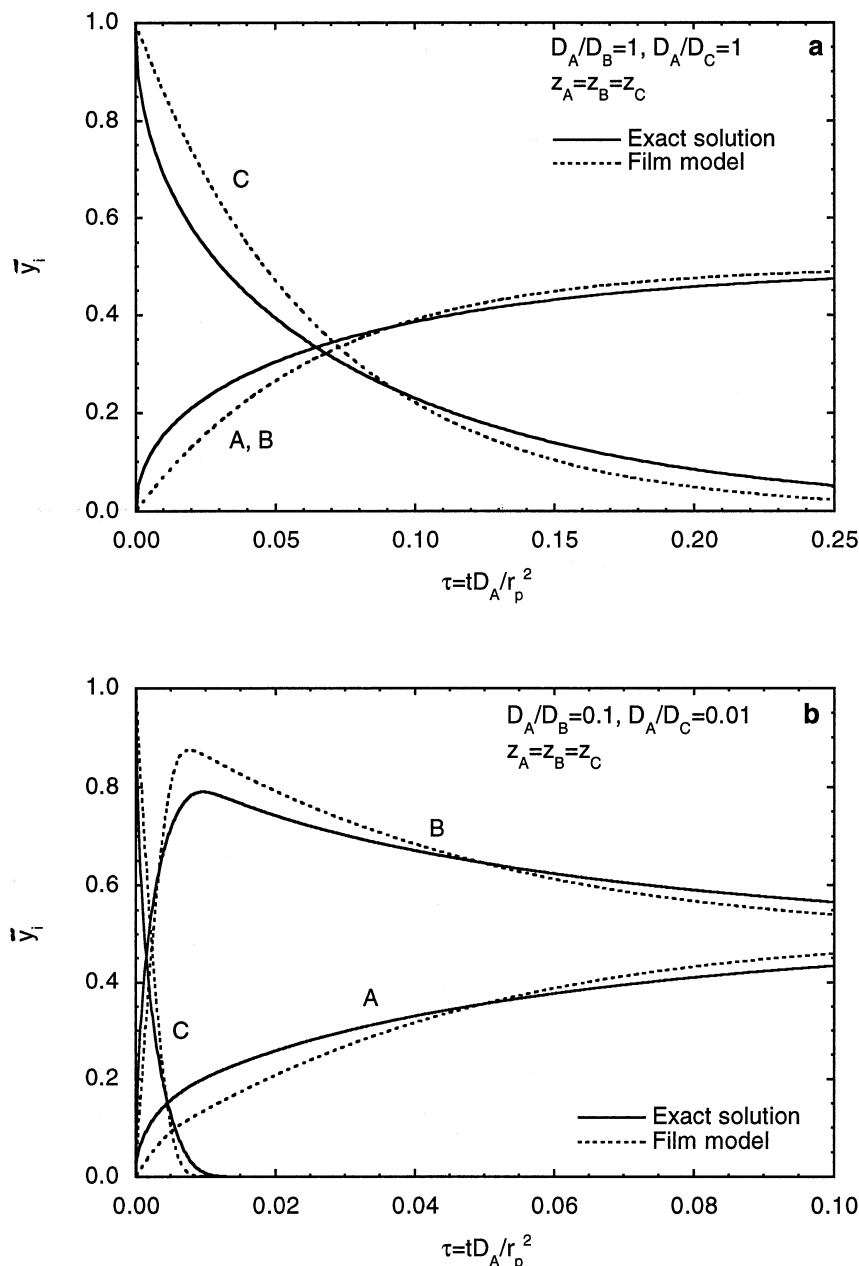 D_A/D_B=1, D_A/D_C=1 a
z_A=z_B=z_C
Exact solution
Film model
C
A, B
1.0
0.8
0.6
0.4
0.2
0.0
ȳ_i
0.00 0.05 0.10 0.15 0.20 0.25
τ=tD_A/r_p^2
D_A/D_B=0.1, D_A/D_C=0.01 b
z_A=z_B=z_C
B
A
C
Exact solution
Film model
1.0
0.8
0.6
0.4
0.2
0.0
ȳ_i
0.00 0.02 0.04 0.06 0.08 0.10
τ=tD_A/r_p^2